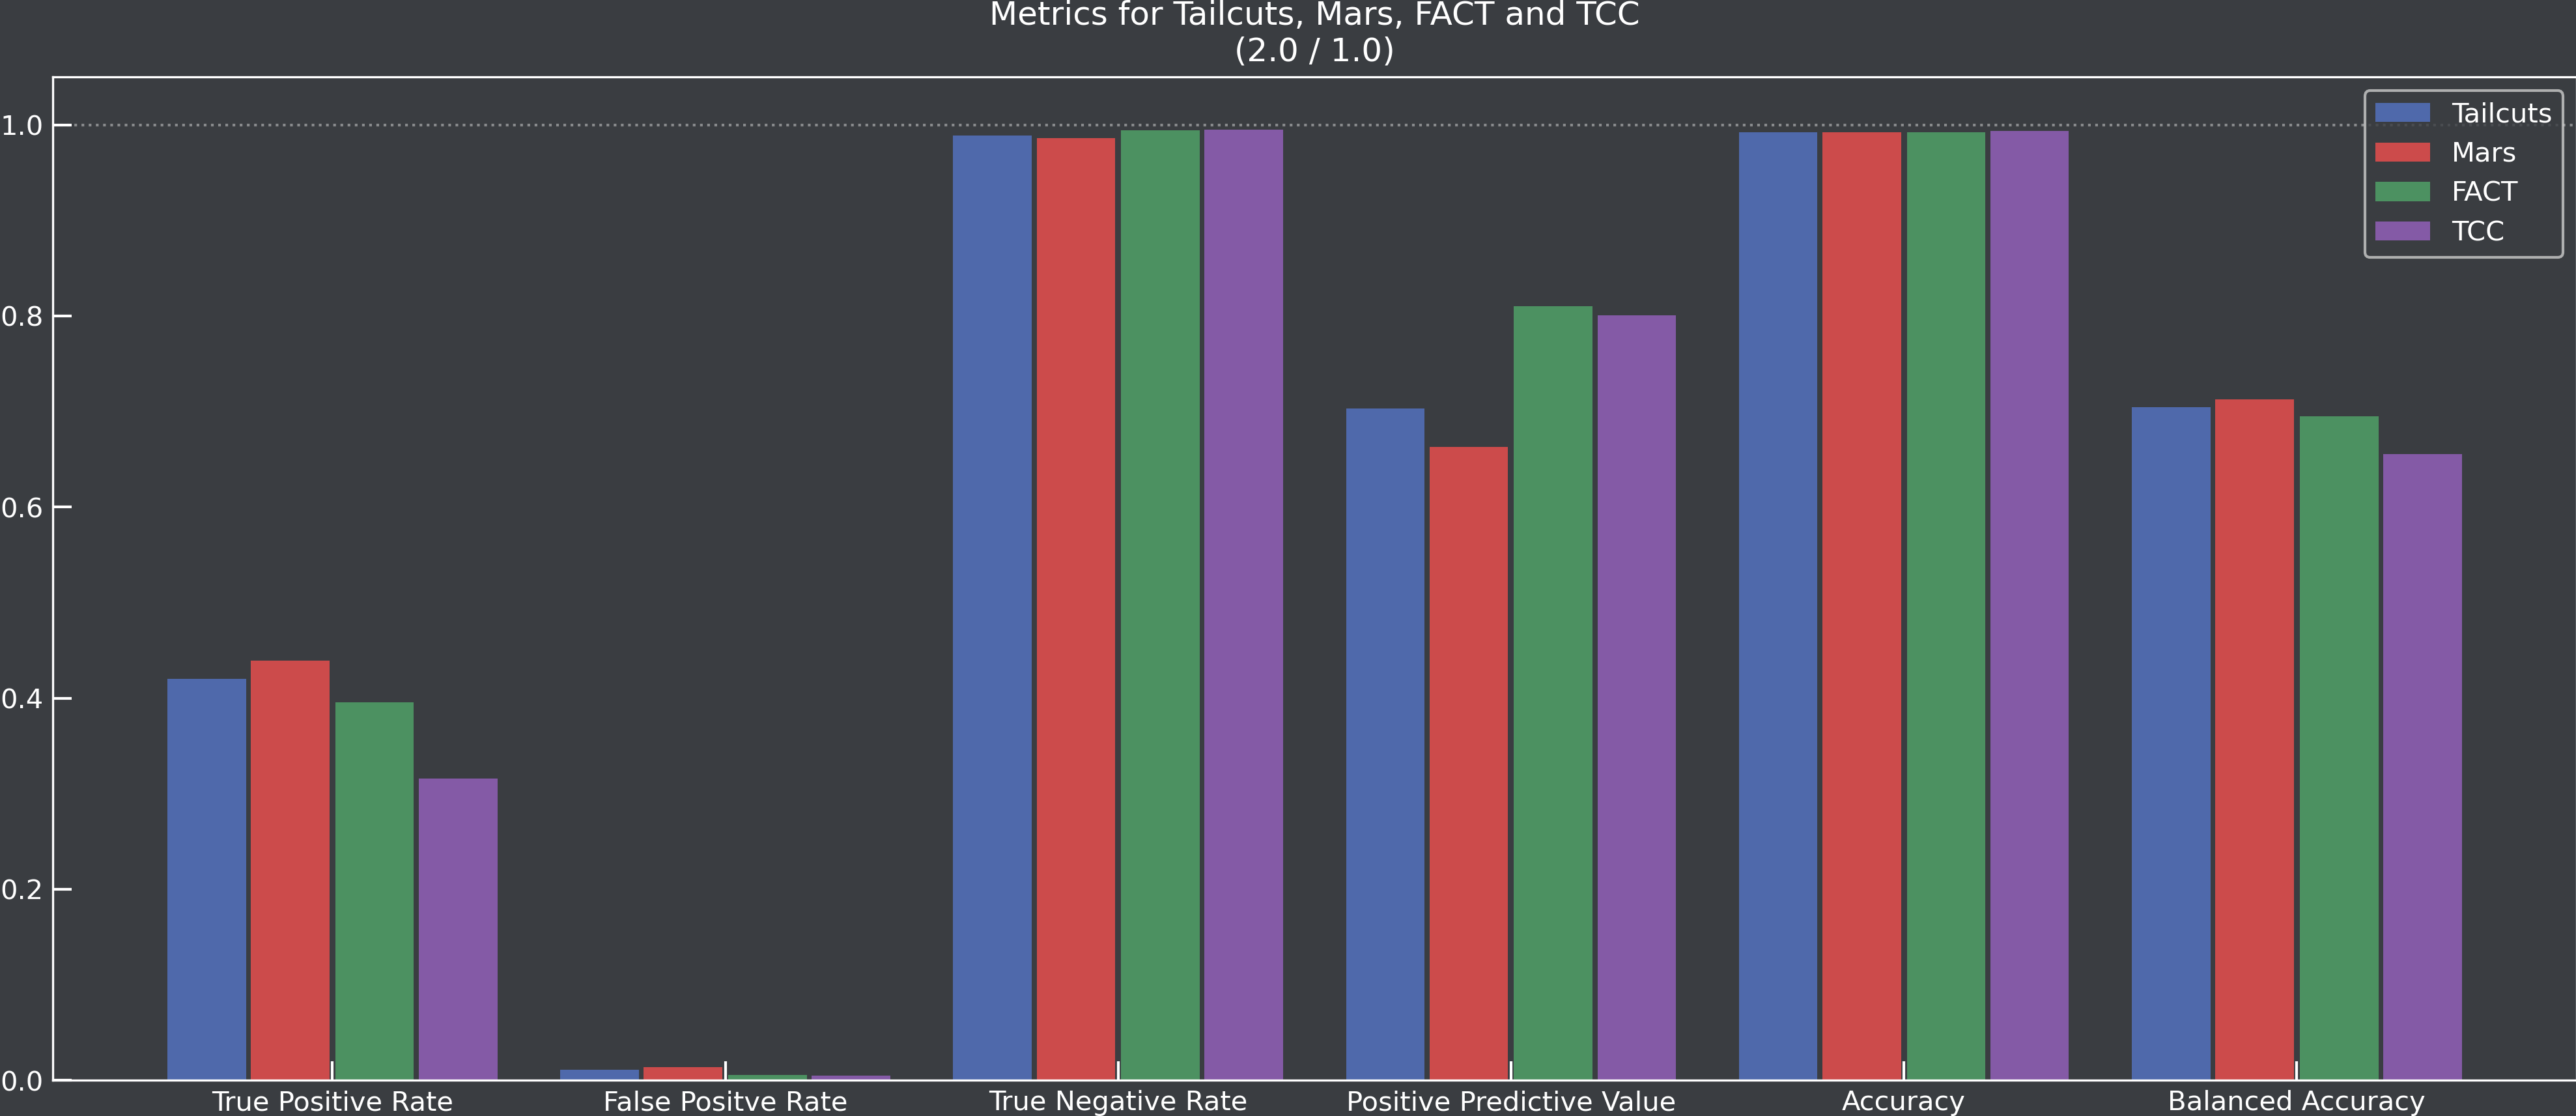 Metrics for Tailcuts, Mars, FACT and TCC
(2.0 / 1.0)
1.0
0.8
0.6
0.4
0.2
0.0
Tailcuts
Mars
FACT
TCC
True Positive Rate
False Positve Rate
True Negative Rate
Positive Predictive Value
Accuracy
Balanced Accuracy